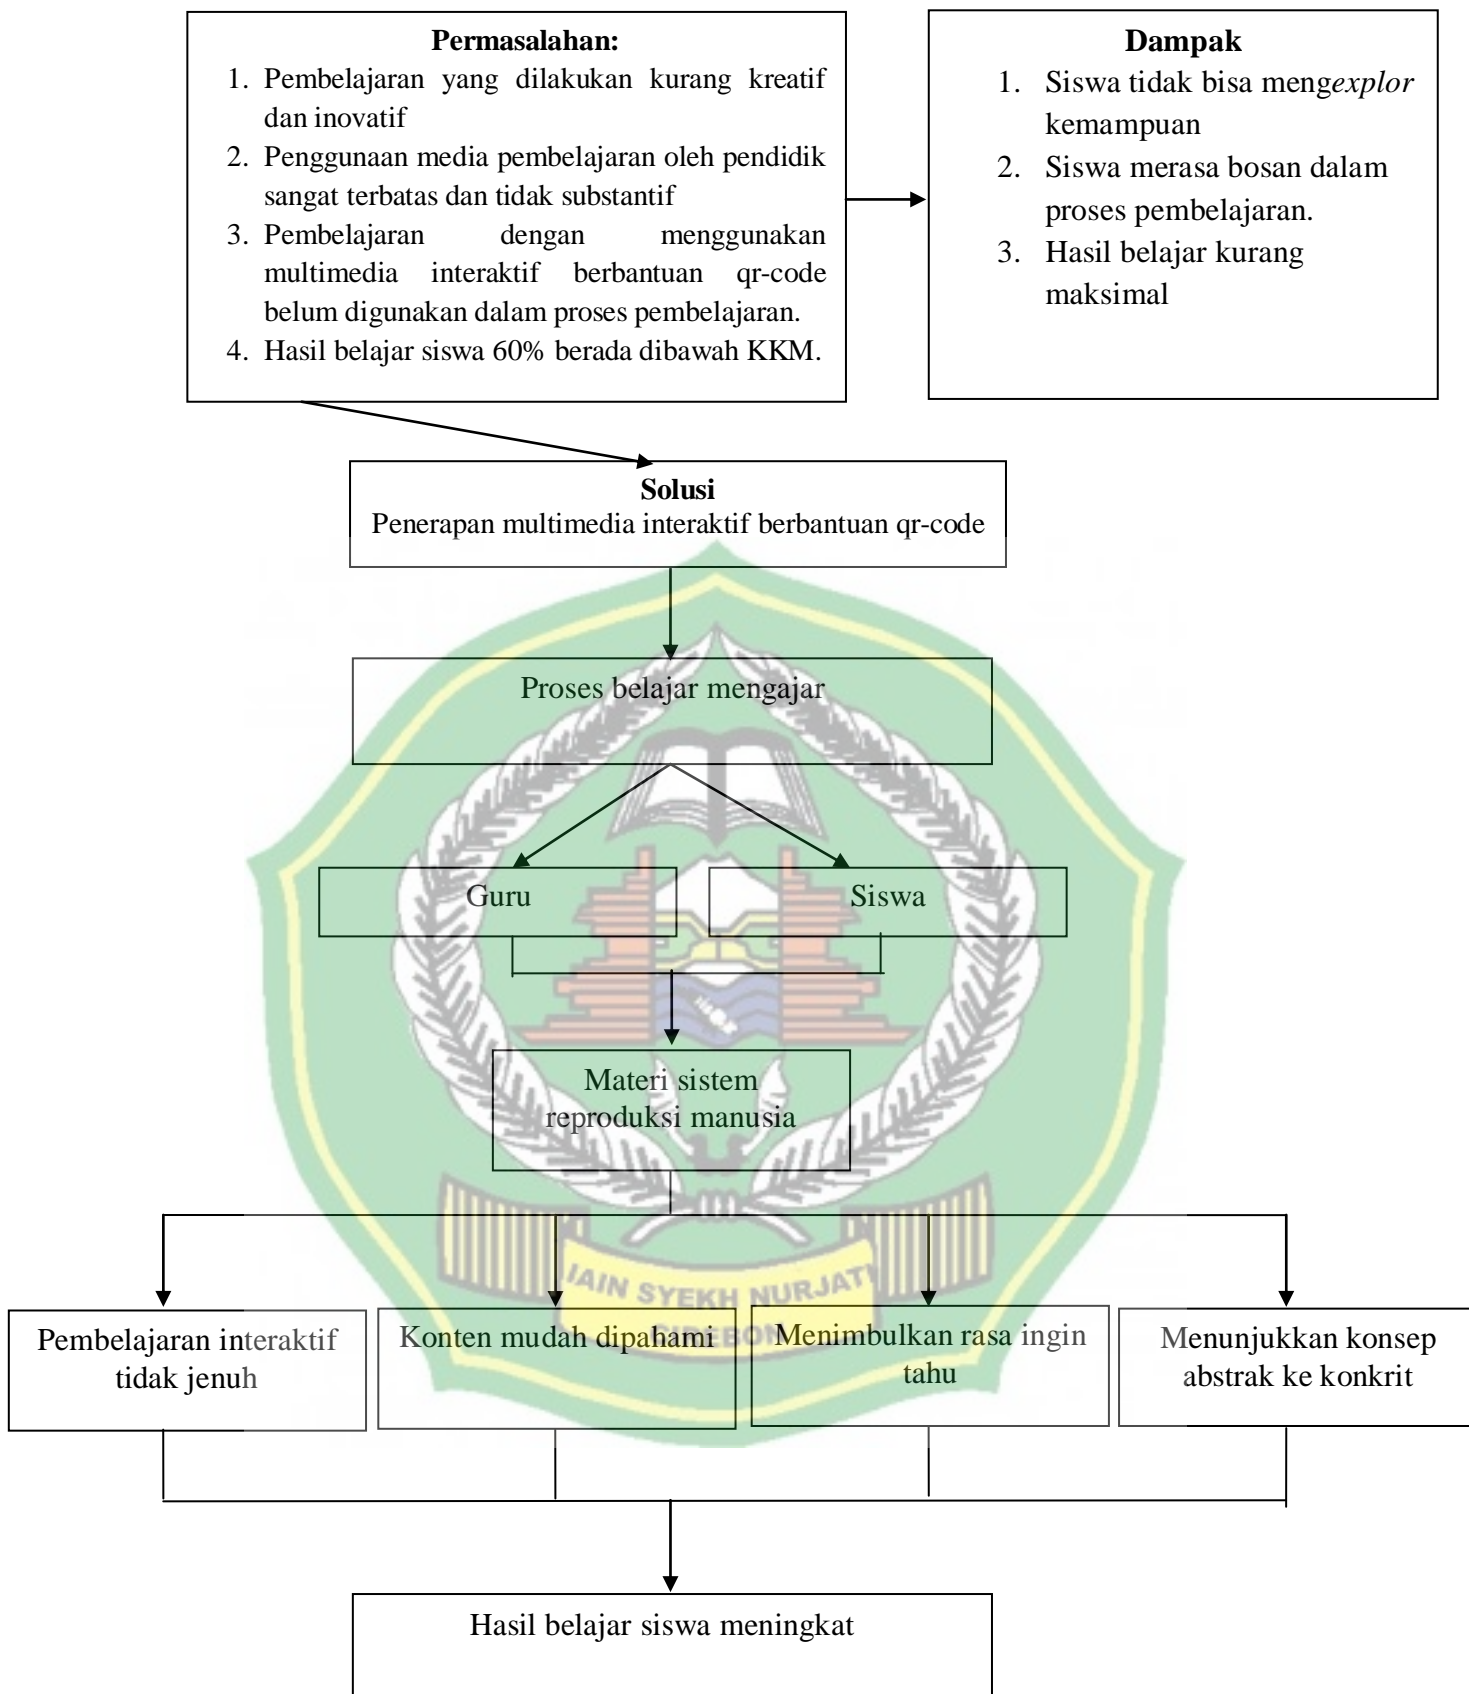 Permasalahan:
1. Pembelajaran yang dilakukan kurang kreatif
dan inovatif
2. Penggunaan media pembelajaran oleh pendidik
sangat terbatas dan tidak substantif
3. Pembelajaran dengan menggunakan
multimedia interaktif berbantuan qr-code
belum digunakan dalam proses pembelajaran.
4. Hasil belajar siswa 60% berada dibawah KKM.
Dampak
1. Siswa tidak bisa mengexplor
kemampuan
2. Siswa merasa bosan dalam
proses pembelajaran.
3. Hasil belajar kurang
maksimal
Solusi
Penerapan multimedia interaktif berbantuan qr-code
Proses belajar mengajar
Guru
Siswa
Materi sistem
reproduksi manusia
IAIN SYEKH NURJATI
CIREBON
Pembelajaran interaktif
tidak jenuh
Konten mudah dipahami
Menimbulkan rasa ingin
tahu
Menunjukkan konsep
abstrak ke konkrit
Hasil belajar siswa meningkat